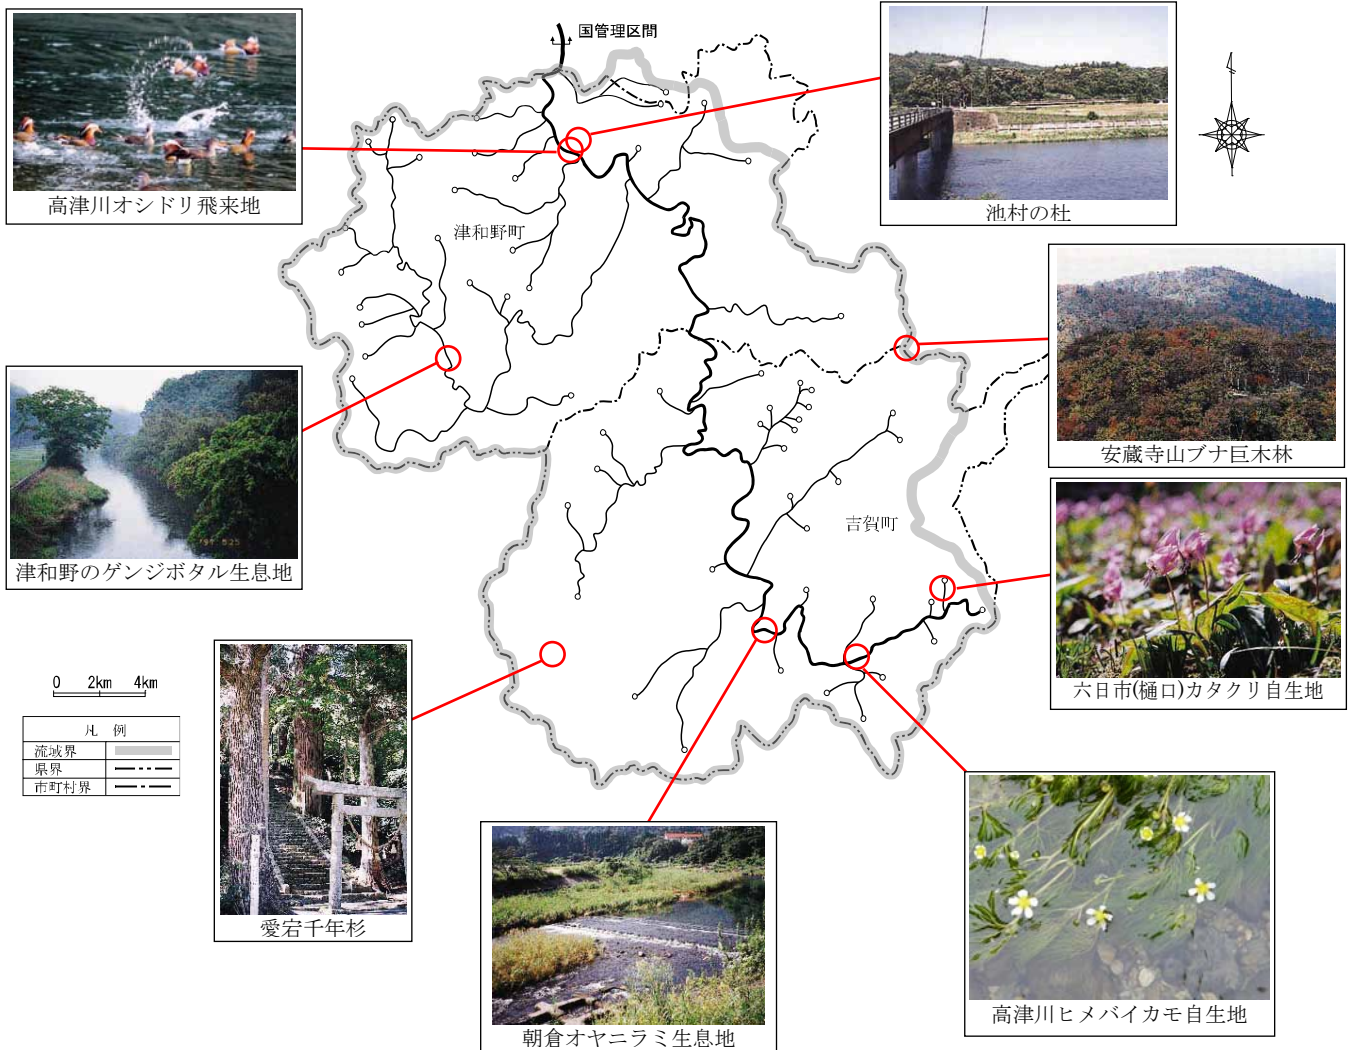 国管理区間
高津川オシドリ飛来地
池村の杜
津和野町
安蔵寺山ブナ巨木林
津和野のゲンジボタル生息地
吉賀町
六日市(樋口)カタクリ自生地
0 2km 4km
凡 例
流域界
県界
市町村界
愛宕千年杉
朝倉オヤニラミ生息地
高津川ヒメバイカモ自生地